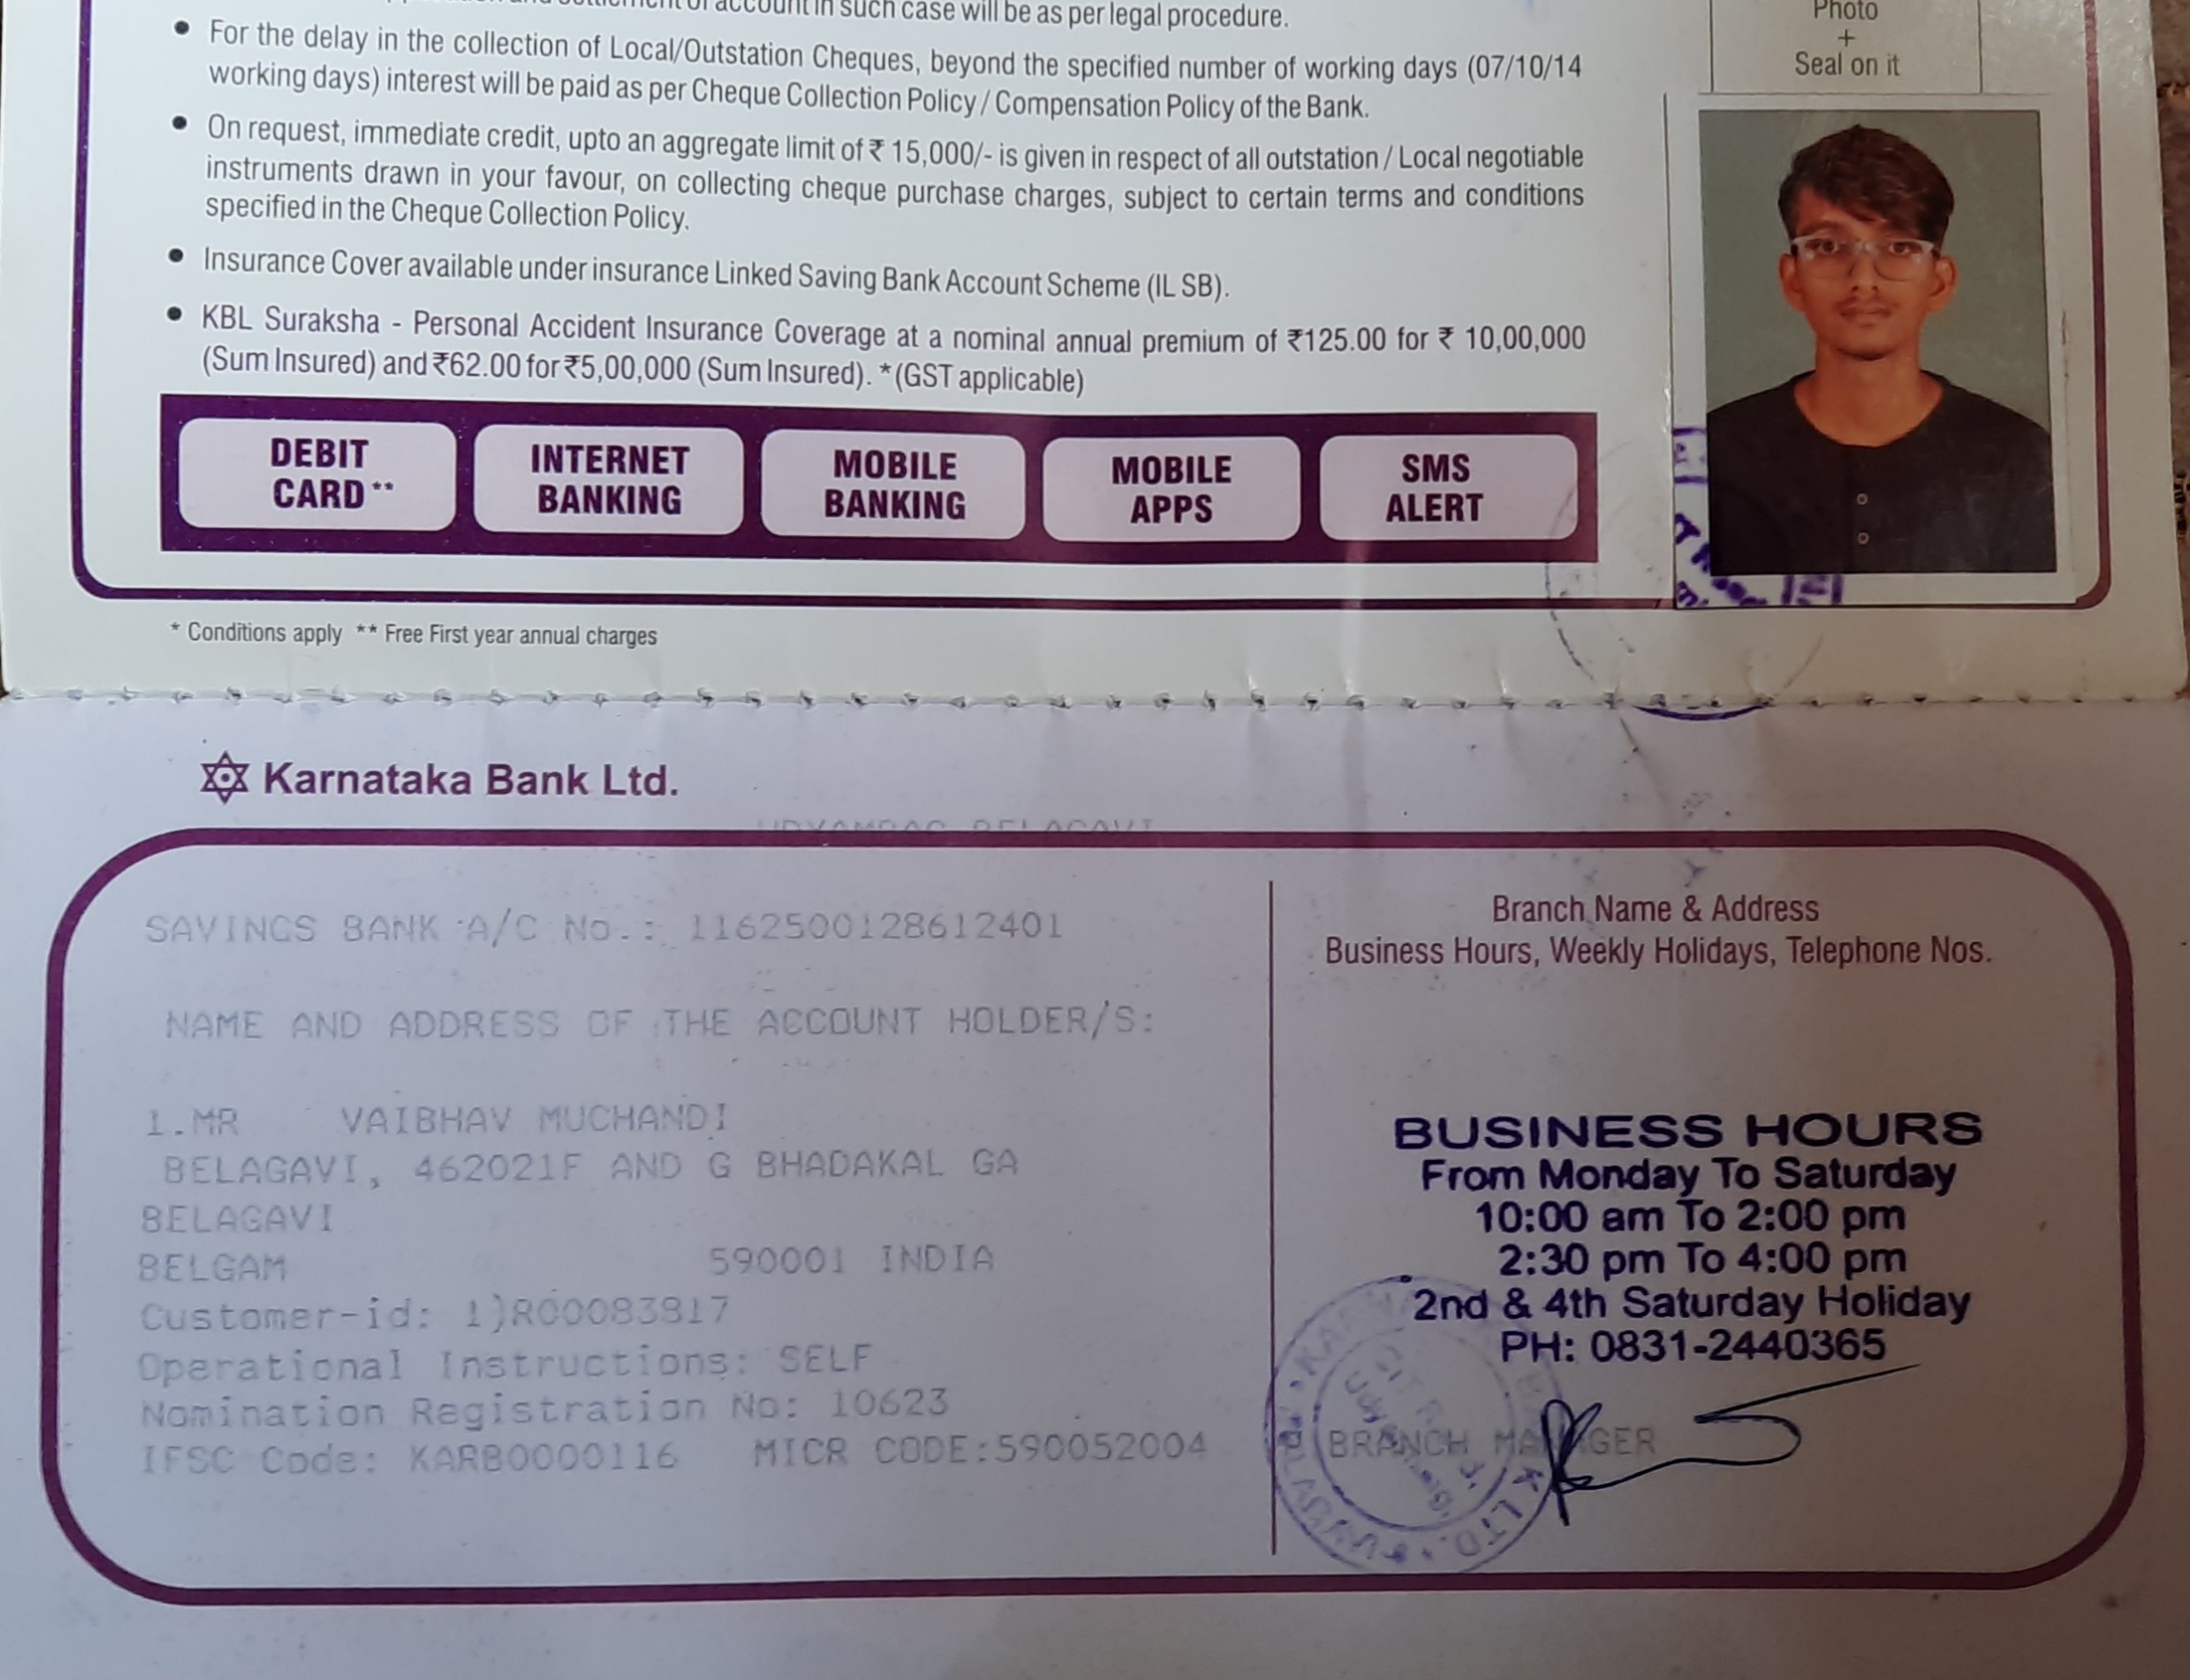 account in such case will be as per legal procedure.
Photo
+
Seal on it
• For the delay in the collection of Local/Outstation Cheques, beyond the specified number of working days (07/10/14
working days) interest will be paid as per Cheque Collection Policy / Compensation Policy of the Bank.
• On request, immediate credit, upto an aggregate limit of ₹ 15,000/- is given in respect of all outstation / Local negotiable
instruments drawn in your favour, on collecting cheque purchase charges, subject to certain terms and conditions
specified in the Cheque Collection Policy.
• Insurance Cover available under insurance Linked Saving Bank Account Scheme (IL SB).
• KBL Suraksha - Personal Accident Insurance Coverage at a nominal annual premium of ₹125.00 for ₹ 10,00,000
(Sum Insured) and ₹62.00 for ₹5,00,000 (Sum Insured). *(GST applicable)
DEBIT
CARD**
INTERNET
BANKING
MOBILE
BANKING
MOBILE
APPS
SMS
ALERT
* Conditions apply ** Free First year annual charges
Karnataka Bank Ltd.
UDYAMBAG BELAGAVI
SAVINGS BANK A/C No.: 1162500128612401
NAME AND ADDRESS OF THE ACCOUNT HOLDER/S:
1.MR VAIBHAV MUCHANDI
BELAGAVI, 462021F AND G BHADAKAL GA
BELAGAVI
BELGAM 590001 INDIA
Customer-id: 1)R00083817
Operational Instructions: SELF
Nomination Registration No: 10623
IFSC Code: KARB0000116 MICR CODE:590052004
Branch Name & Address
Business Hours, Weekly Holidays, Telephone Nos.
BUSINESS HOURS
From Monday To Saturday
10:00 am To 2:00 pm
2:30 pm To 4:00 pm
2nd & 4th Saturday Holiday
PH: 0831-2440365
BRANCH MANAGER